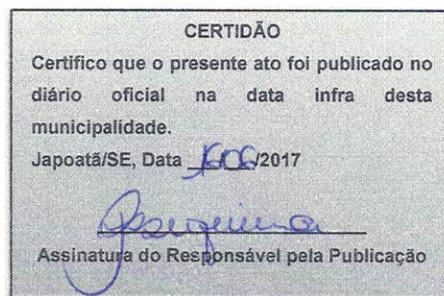 CERTIDÃO
Certifico que o presente ato foi publicado no
diário oficial na data infra desta
municipalidade.
Japoatã/SE, Data /06/2017
Assinatura do Responsável pela Publicação